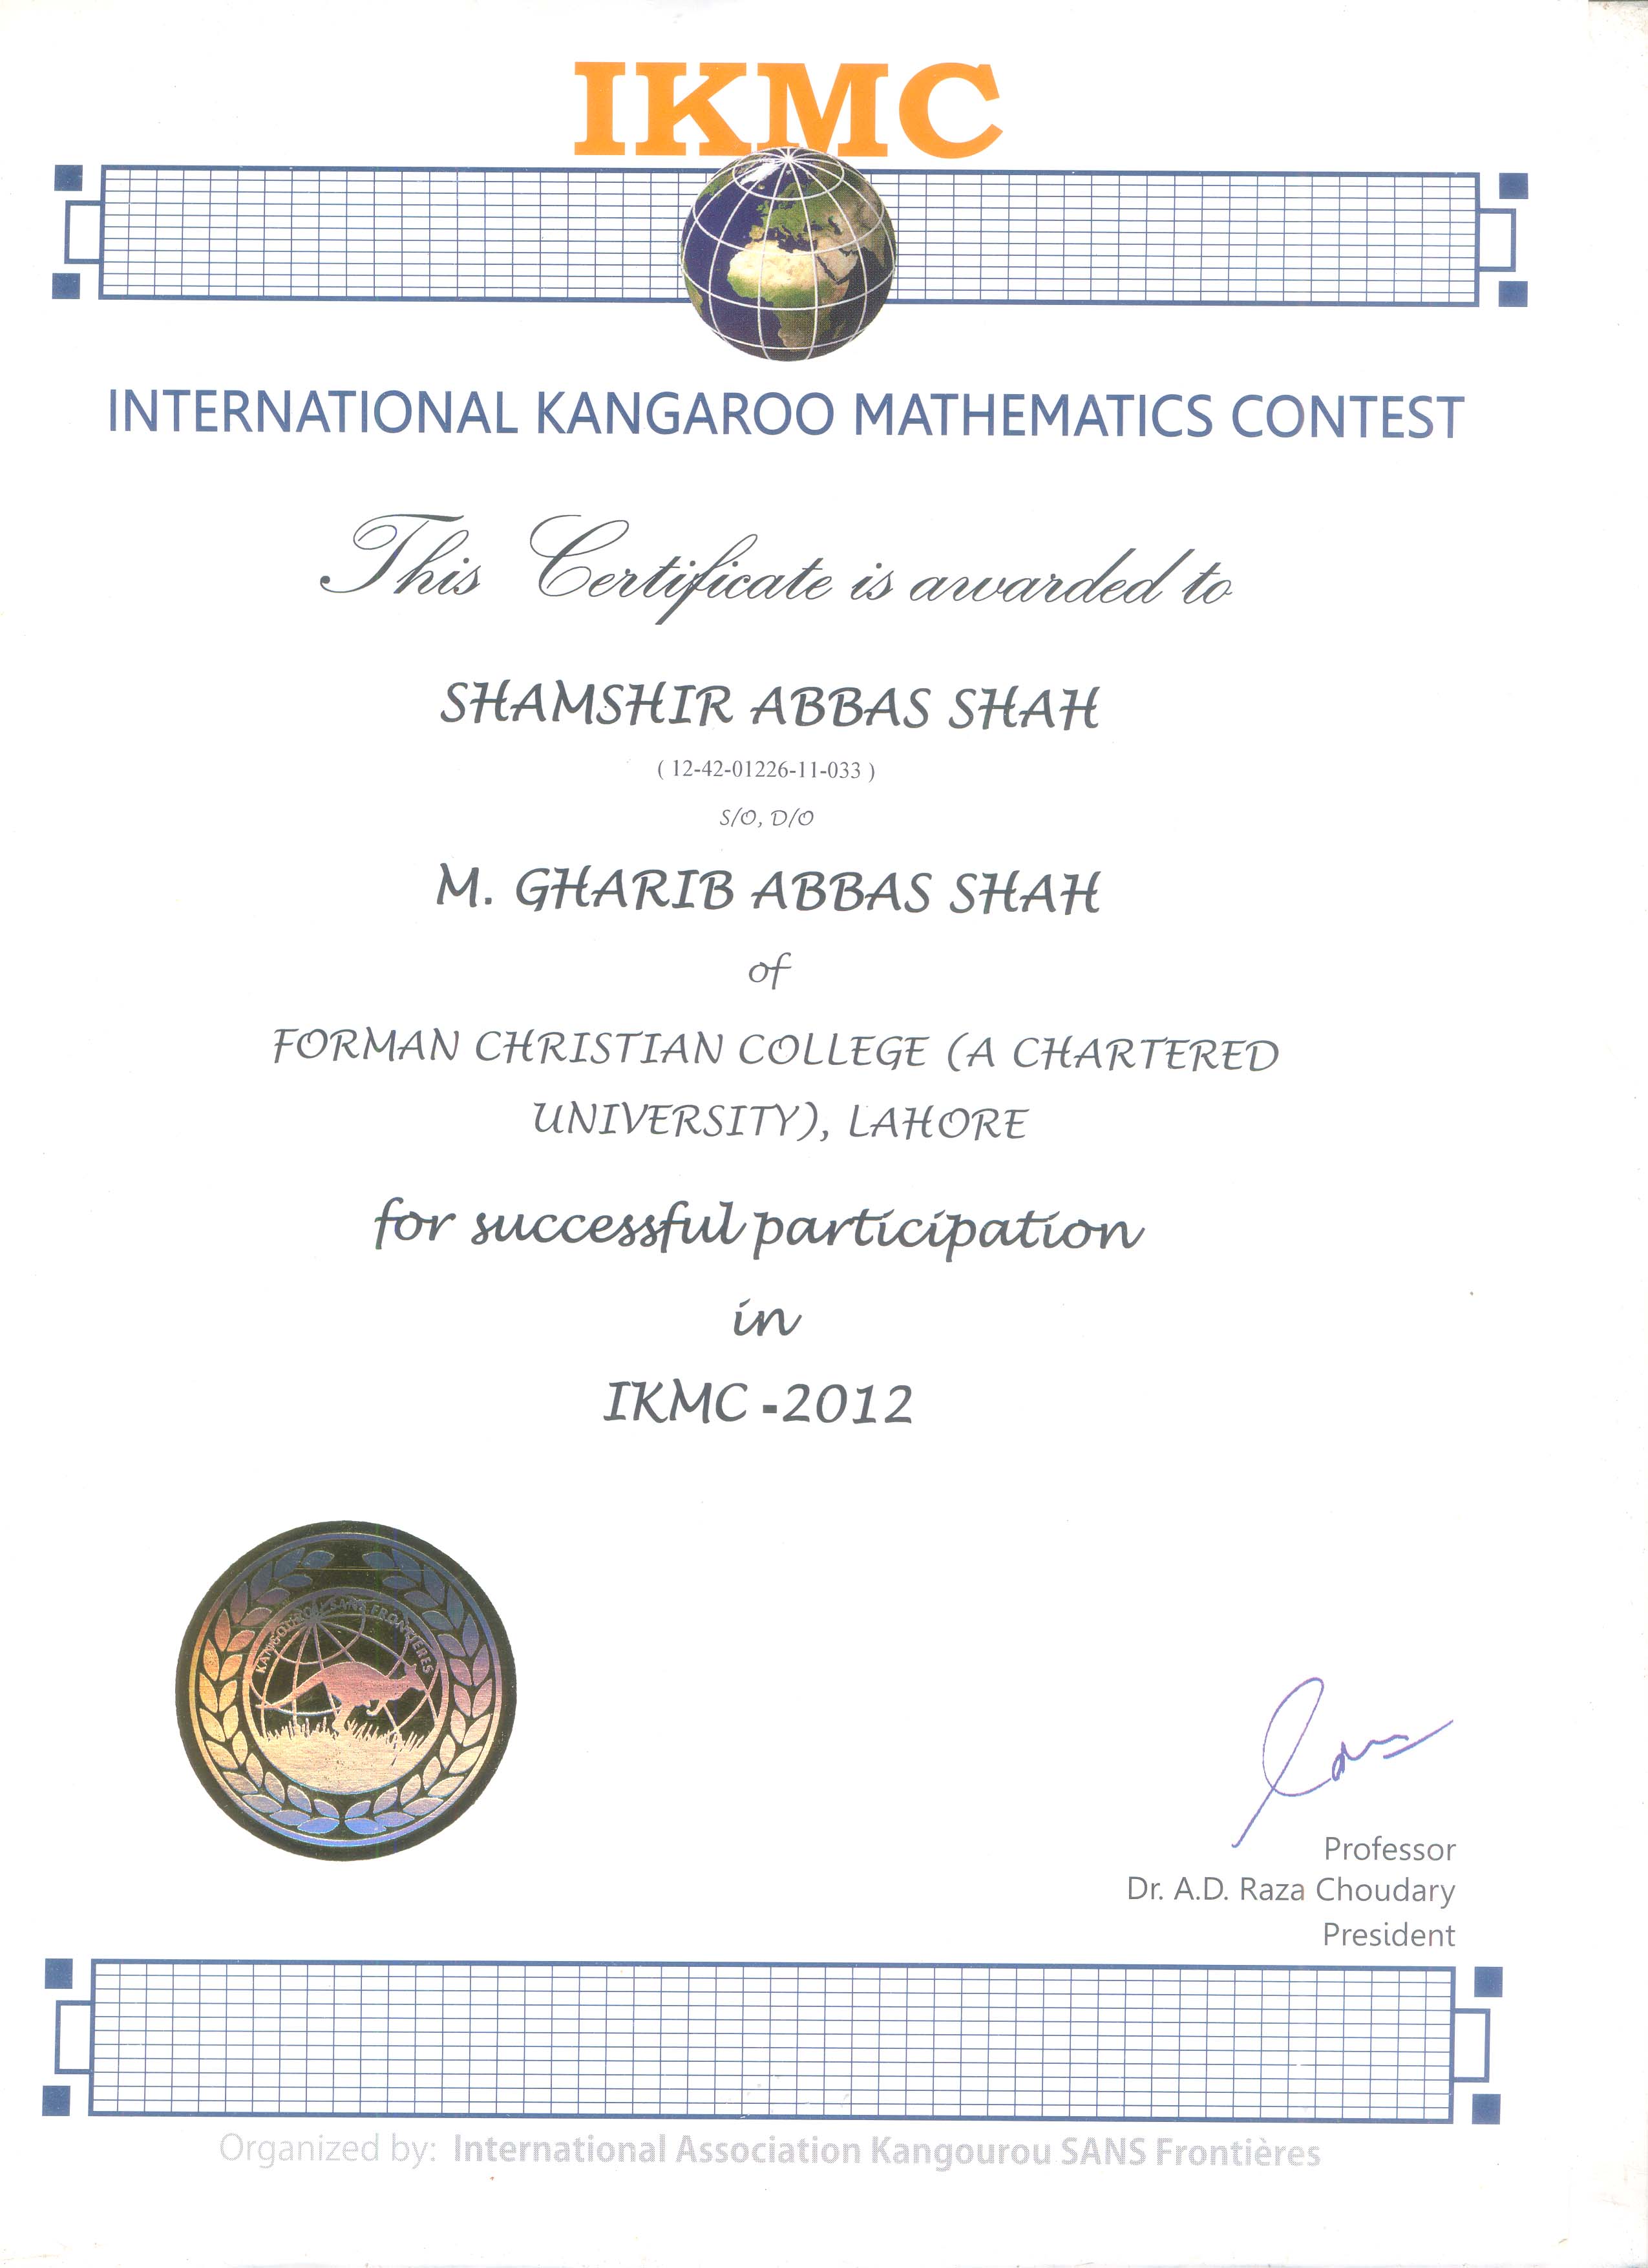 IKMC
INTERNATIONAL KANGAROO MATHEMATICS CONTEST
This Certificate is awarded to
SHAMSHIR ABBAS SHAH
( 12-42-01226-11-033 )
S/O, D/O
M. GHARIB ABBAS SHAH
of
FORMAN CHRISTIAN COLLEGE (A CHARTERED
UNIVERSITY), LAHORE
for successful participation
in
IKMC -2012
KANGOUROU SANS FRONTIERES
Professor
Dr. A.D. Raza Choudary
President
Organized by: International Association Kangourou SANS Frontières